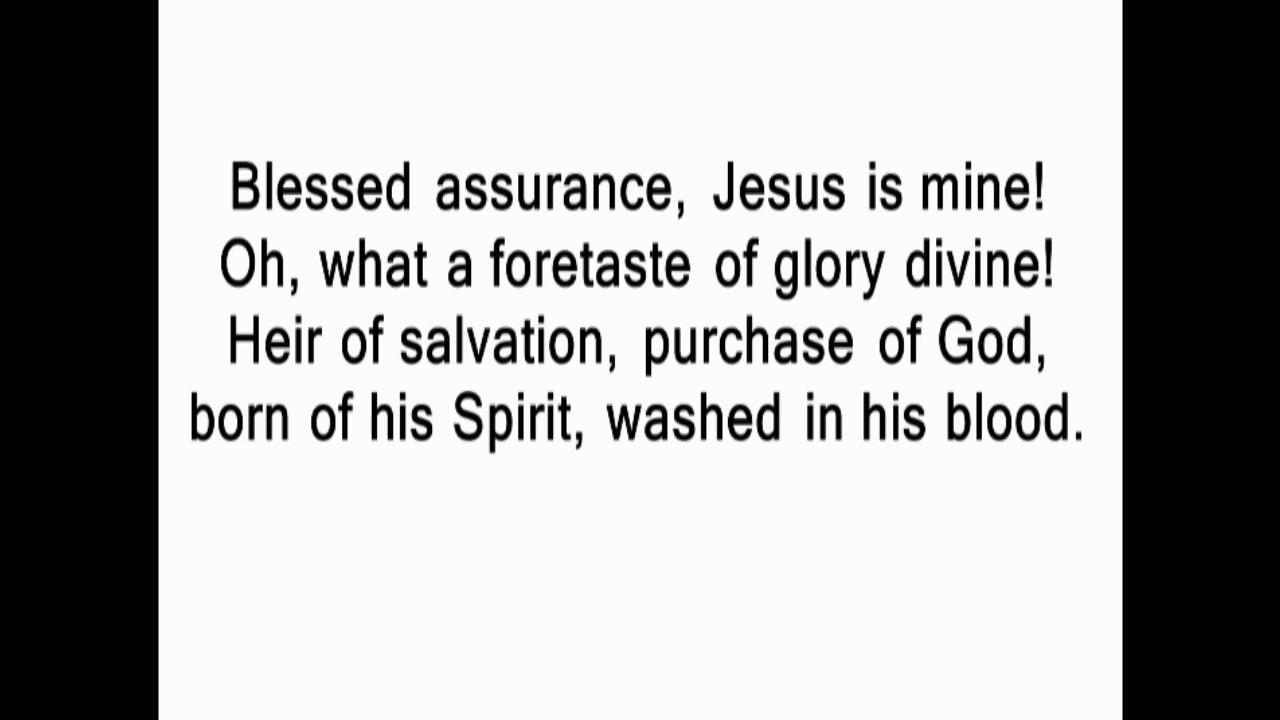 Blessed assurance, Jesus is mine!
Oh, what a foretaste of glory divine!
Heir of salvation, purchase of God,
born of his Spirit, washed in his blood.